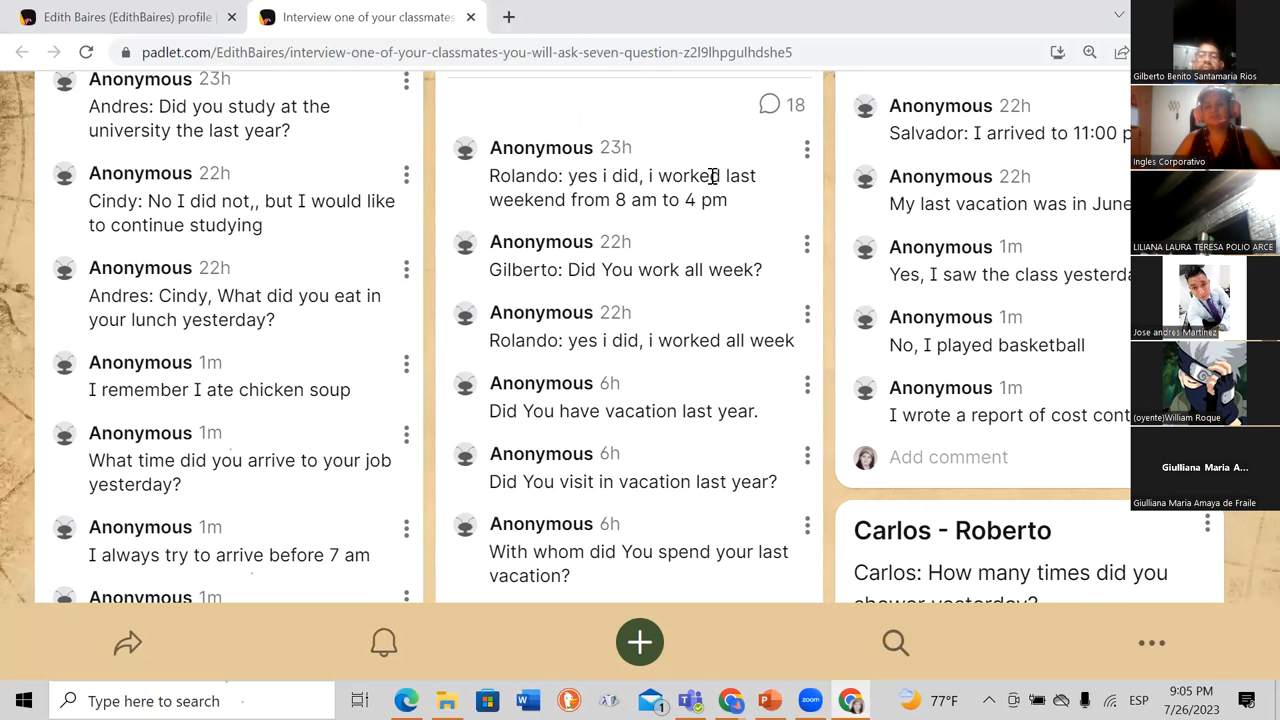 Edith Baires (EdithBaires) profile |
Interview one of your classmates
padlet.com/EdithBaires/interview-one-of-your-classmates-you-will-ask-seven-question-z2l9lhpgulhdshe5
Anonymous 23h
Andres: Did you study at the
university the last year?
Anonymous 22h
Cindy: No I did not,, but I would like
to continue studying
Anonymous 22h
Andres: Cindy, What did you eat in
your lunch yesterday?
Anonymous 1m
I remember I ate chicken soup
Anonymous 1m
What time did you arrive to your job
yesterday?
Anonymous 1m
I always try to arrive before 7 am
Anonymous 1m
18
Anonymous 23h
Rolando: yes i did, i worked last
weekend from 8 am to 4 pm
Anonymous 22h
Gilberto: Did You work all week?
Anonymous 22h
Rolando: yes i did, i worked all week
Anonymous 6h
Did You have vacation last year.
Anonymous 6h
Did You visit in vacation last year?
Anonymous 6h
With whom did You spend your last
vacation?
Anonymous 22h
Salvador: I arrived to 11:00 p
Anonymous 22h
My last vacation was in June
Anonymous 1m
Yes, I saw the class yesterda
Anonymous 1m
No, I played basketball
Anonymous 1m
I wrote a report of cost cont
Add comment
Carlos - Roberto
Carlos: How many times did you
shower yesterday?
Gilberto Benito Santamaria Rios
Ingles Corporativo
LILIANA LAURA TERESA POLIO ARCE
Jose andres Martinez
(oyente)William Roque
Giulliana Maria A...
Giulliana Maria Amaya de Fraile
Type here to search
zoom
77°F
ESP
9:05 PM
7/26/2023